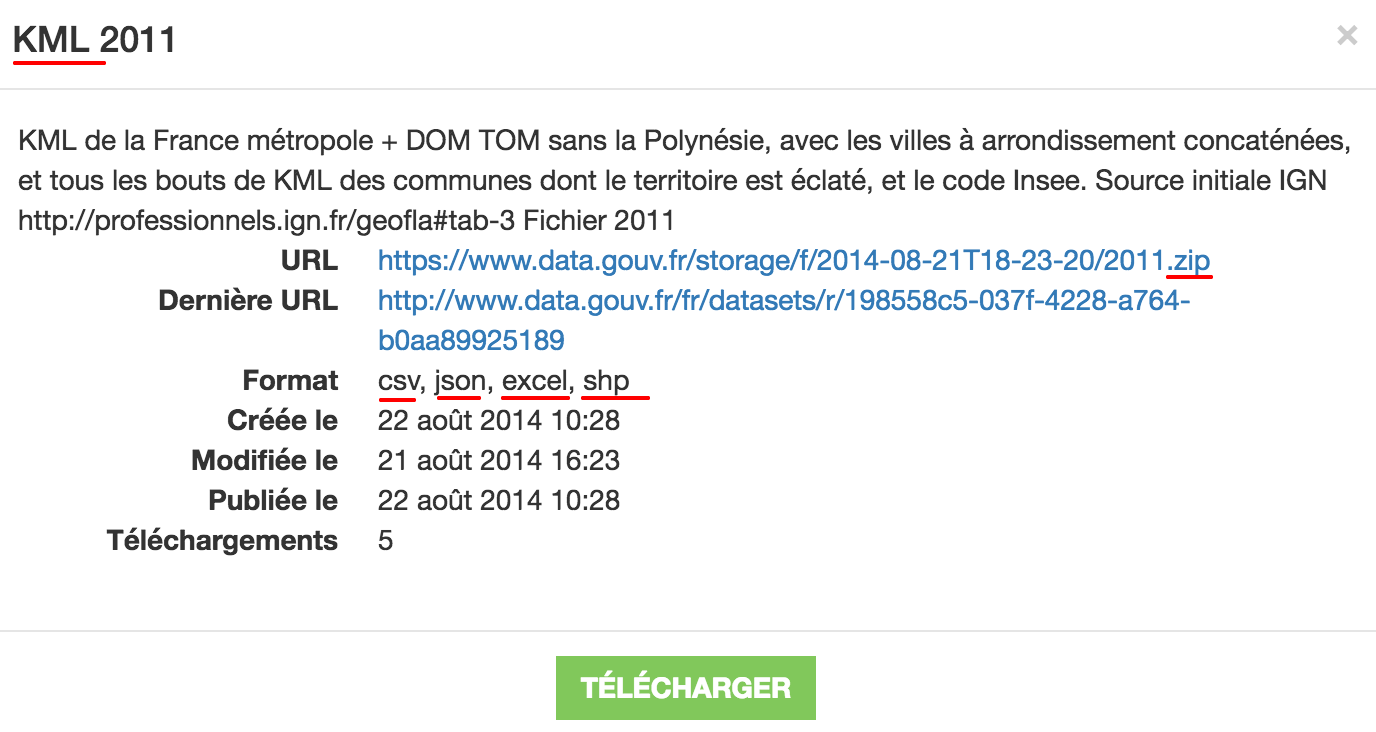 KML 2011
×
KML de la France métropole + DOM TOM sans la Polynésie, avec les villes à arrondissement concaténées,
et tous les bouts de KML des communes dont le territoire est éclaté, et le code Insee. Source initiale IGN
http://professionnels.ign.fr/geofla#tab-3 Fichier 2011
URL https://www.data.gouv.fr/storage/f/2014-08-21T18-23-20/2011.zip
Dernière URL http://www.data.gouv.fr/fr/datasets/r/198558c5-037f-4228-a764-
b0aa89925189
Format csv, json, excel, shp
Créée le 22 août 2014 10:28
Modifiée le 21 août 2014 16:23
Publiée le 22 août 2014 10:28
Téléchargements 5
TÉLÉCHARGER